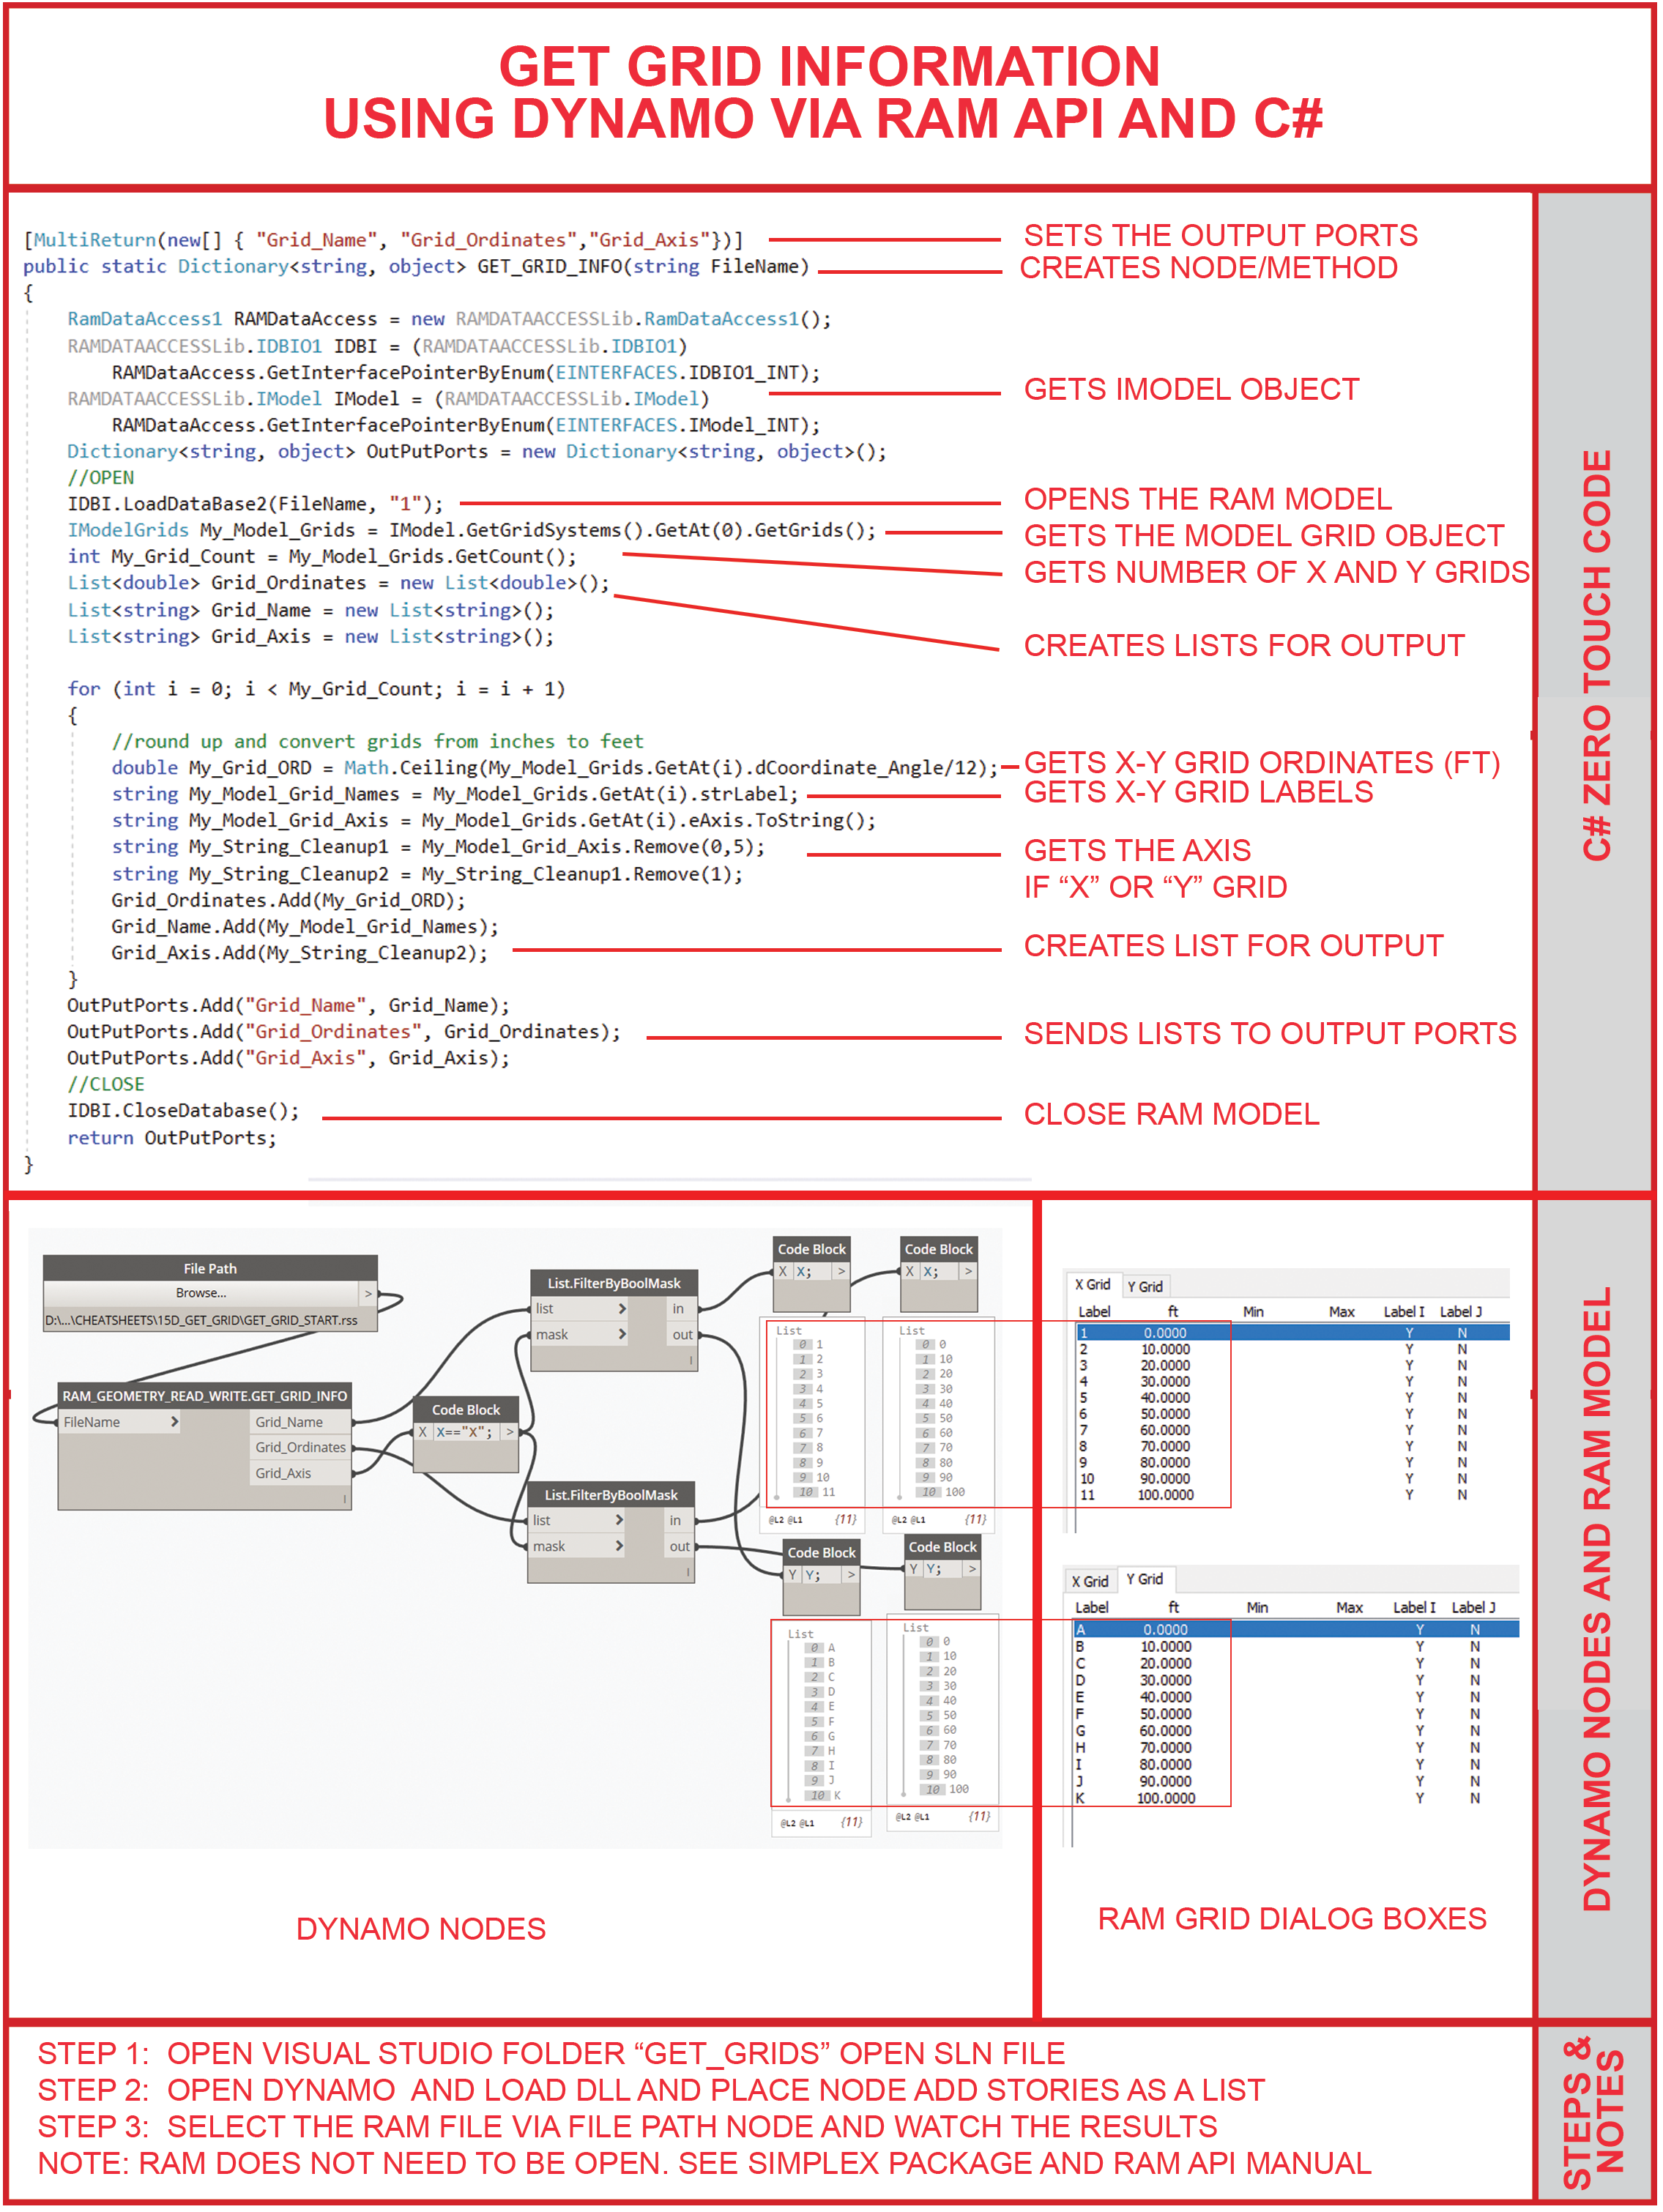 GET GRID INFORMATION
USING DYNAMO VIA RAM API AND C#
[MultiReturn(new[] { "Grid_Name", "Grid_Ordinates","Grid_Axis"})]
SETS THE OUTPUT PORTS
public static Dictionary<string, object> GET_GRID_INFO(string FileName)
CREATES NODE/METHOD
{
RamDataAccess1 RAMDataAccess = new RAMDATAACCESSLib.RamDataAccess1();
RAMDATAACCESSLib.IDBIO1 IDBI = (RAMDATAACCESSLib.IDBIO1)
RAMDataAccess.GetInterfacePointerByEnum(EINTERFACES.IDBIO1_INT);
RAMDATAACCESSLib.IModel IModel = (RAMDATAACCESSLib.IModel)
GETS IMODEL OBJECT
RAMDataAccess.GetInterfacePointerByEnum(EINTERFACES.IModel_INT);
Dictionary<string, object> OutPutPorts = new Dictionary<string, object>();
//OPEN
IDBI.LoadDataBase2(FileName, "1");
OPENS THE RAM MODEL
IModelGrids My_Model_Grids = IModel.GetGridSystems().GetAt(0).GetGrids();
GETS THE MODEL GRID OBJECT
int My_Grid_Count = My_Model_Grids.GetCount();
GETS NUMBER OF X AND Y GRIDS
List<double> Grid_Ordinates = new List<double>();
List<string> Grid_Name = new List<string>();
List<string> Grid_Axis = new List<string>();
CREATES LISTS FOR OUTPUT
for (int i = 0; i < My_Grid_Count; i = i + 1)
{
//round up and convert grids from inches to feet
double My_Grid_ORD = Math.Ceiling(My_Model_Grids.GetAt(i).dCoordinate_Angle/12);
GETS X-Y GRID ORDINATES (FT)
string My_Model_Grid_Names = My_Model_Grids.GetAt(i).strLabel;
GETS X-Y GRID LABELS
string My_Model_Grid_Axis = My_Model_Grids.GetAt(i).eAxis.ToString();
string My_String_Cleanup1 = My_Model_Grid_Axis.Remove(0,5);
GETS THE AXIS
string My_String_Cleanup2 = My_String_Cleanup1.Remove(1);
IF “X” OR “Y” GRID
Grid_Ordinates.Add(My_Grid_ORD);
Grid_Name.Add(My_Model_Grid_Names);
Grid_Axis.Add(My_String_Cleanup2);
CREATES LIST FOR OUTPUT
}
OutPutPorts.Add("Grid_Name", Grid_Name);
OutPutPorts.Add("Grid_Ordinates", Grid_Ordinates);
SENDS LISTS TO OUTPUT PORTS
OutPutPorts.Add("Grid_Axis", Grid_Axis);
//CLOSE
IDBI.CloseDatabase();
CLOSE RAM MODEL
return OutPutPorts;
}
C# ZERO TOUCH CODE
File Path
Browse... >
D:\...\CHEATSHEETS\15D_GET_GRID\GET_GRID_START.rss
RAM_GEOMETRY_READ_WRITE.GET_GRID_INFO
FileName > Grid_Name
Grid_Ordinates
Grid_Axis
Code Block
X X=="X"; >
List.FilterByBoolMask
list > in
mask > out
List.FilterByBoolMask
list > in
mask > out
Code Block
X X; >
List
0 1
1 2
2 3
3 4
4 5
5 6
6 7
7 8
8 9
9 10
10 11
@L2 @L1 {11}
Code Block
X X; >
List
0 0
1 10
2 20
3 30
4 40
5 50
6 60
7 70
8 80
9 90
10 100
@L2 @L1 {11}
Code Block
Y Y; >
List
0 A
1 B
2 C
3 D
4 E
5 F
6 G
7 H
8 I
9 J
10 K
@L2 @L1 {11}
Code Block
Y Y; >
List
0 0
1 10
2 20
3 30
4 40
5 50
6 60
7 70
8 80
9 90
10 100
@L2 @L1 {11}
DYNAMO NODES
X Grid Y Grid
Label ft Min Max Label I Label J
1 0.0000 Y N
2 10.0000 Y N
3 20.0000 Y N
4 30.0000 Y N
5 40.0000 Y N
6 50.0000 Y N
7 60.0000 Y N
8 70.0000 Y N
9 80.0000 Y N
10 90.0000 Y N
11 100.0000 Y N
X Grid Y Grid
Label ft Min Max Label I Label J
A 0.0000 Y N
B 10.0000 Y N
C 20.0000 Y N
D 30.0000 Y N
E 40.0000 Y N
F 50.0000 Y N
G 60.0000 Y N
H 70.0000 Y N
I 80.0000 Y N
J 90.0000 Y N
K 100.0000 Y N
RAM GRID DIALOG BOXES
DYNAMO NODES AND RAM MODEL
STEP 1: OPEN VISUAL STUDIO FOLDER “GET_GRIDS” OPEN SLN FILE
STEP 2: OPEN DYNAMO AND LOAD DLL AND PLACE NODE ADD STORIES AS A LIST
STEP 3: SELECT THE RAM FILE VIA FILE PATH NODE AND WATCH THE RESULTS
NOTE: RAM DOES NOT NEED TO BE OPEN. SEE SIMPLEX PACKAGE AND RAM API MANUAL
STEPS &
NOTES